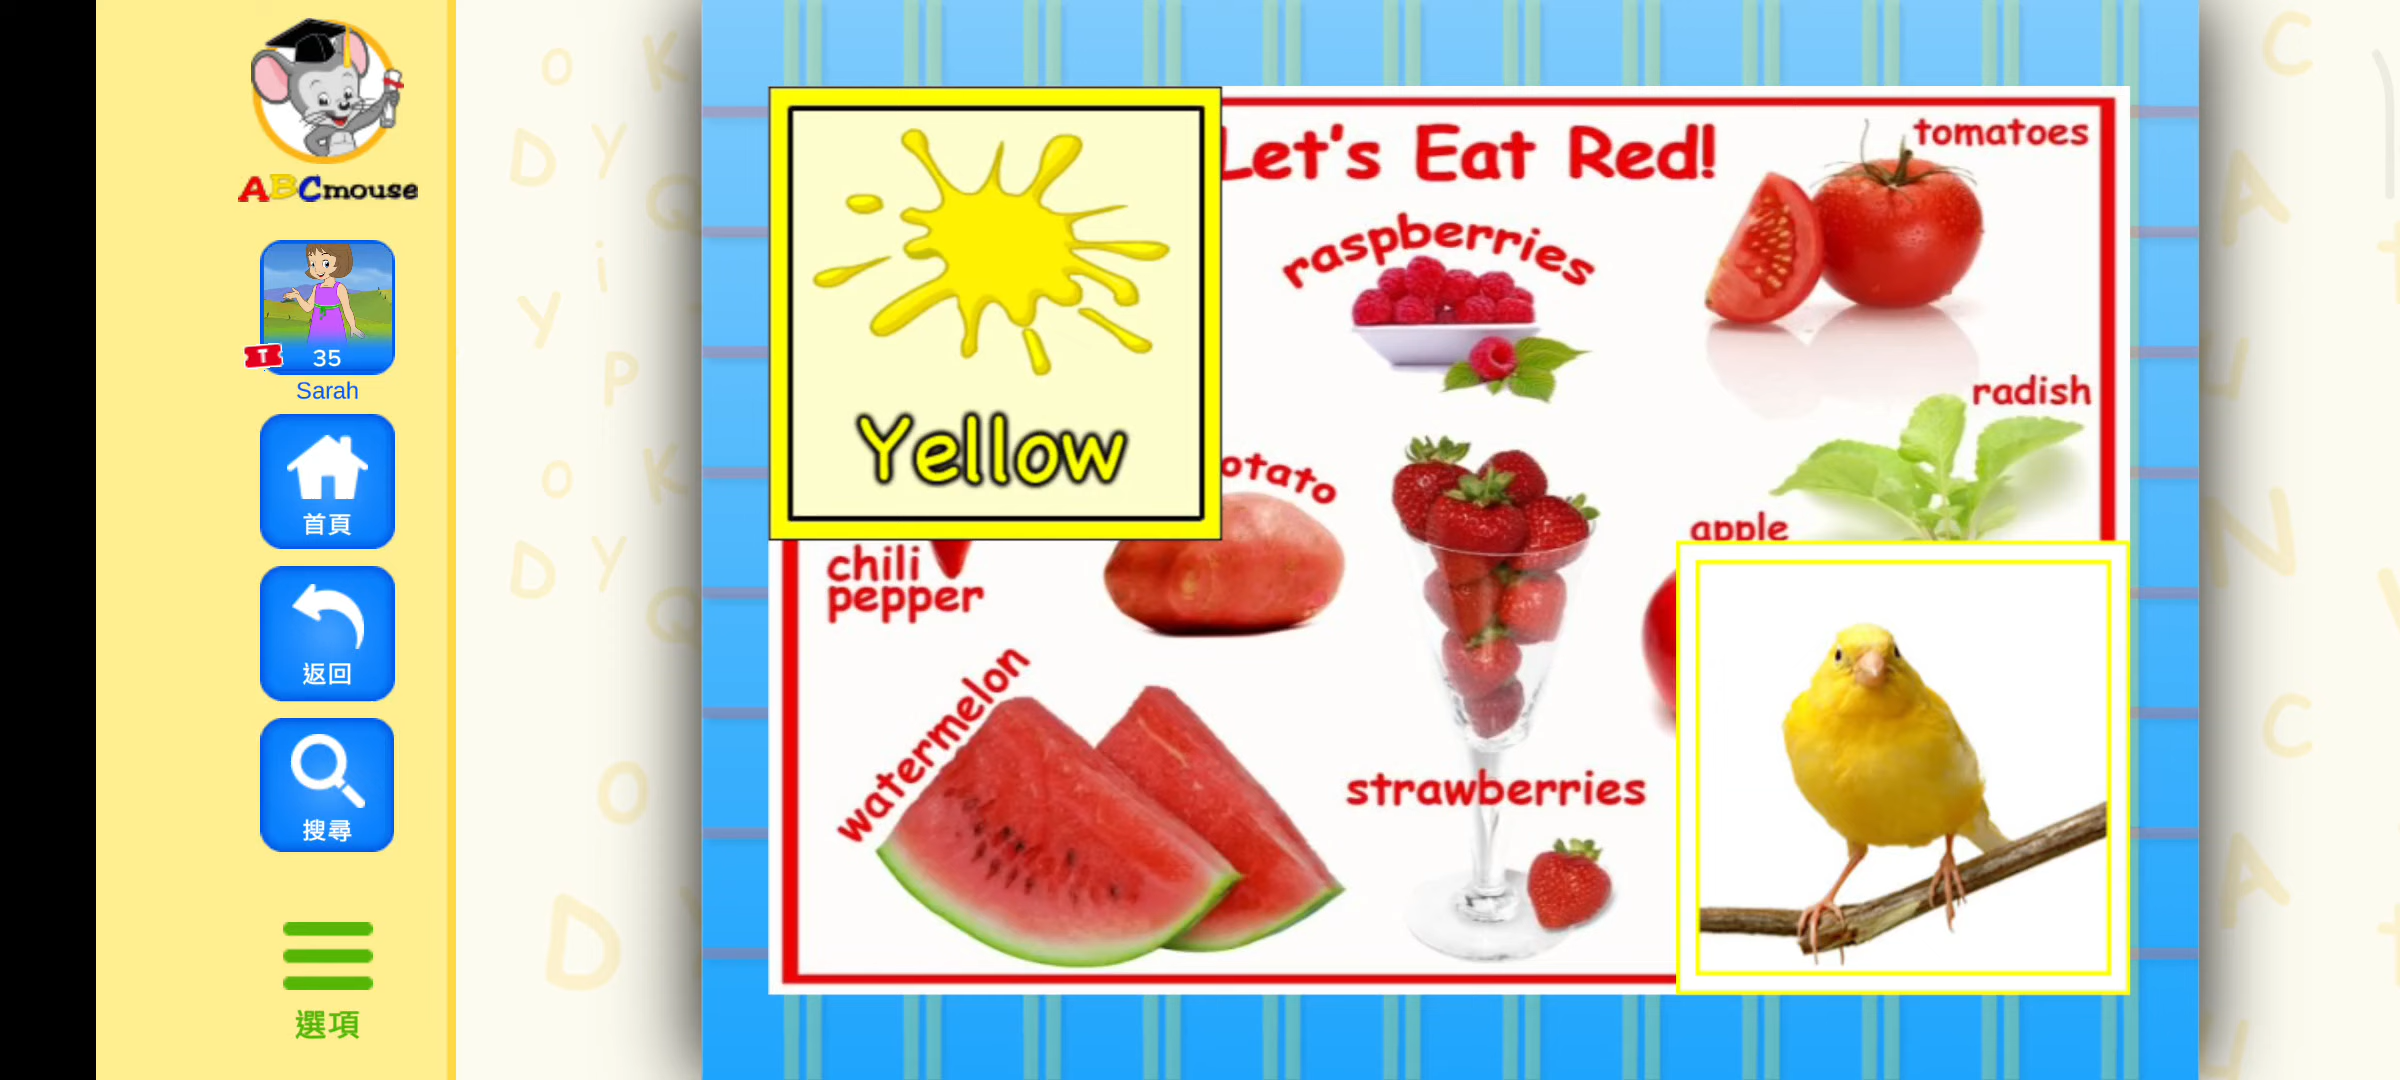 ABCmouse
T
35
Sarah
首頁
返回
搜尋
選項
Yellow
Let's Eat Red!
tomatoes
raspberries
radish
apple
chili
pepper
watermelon
strawberries